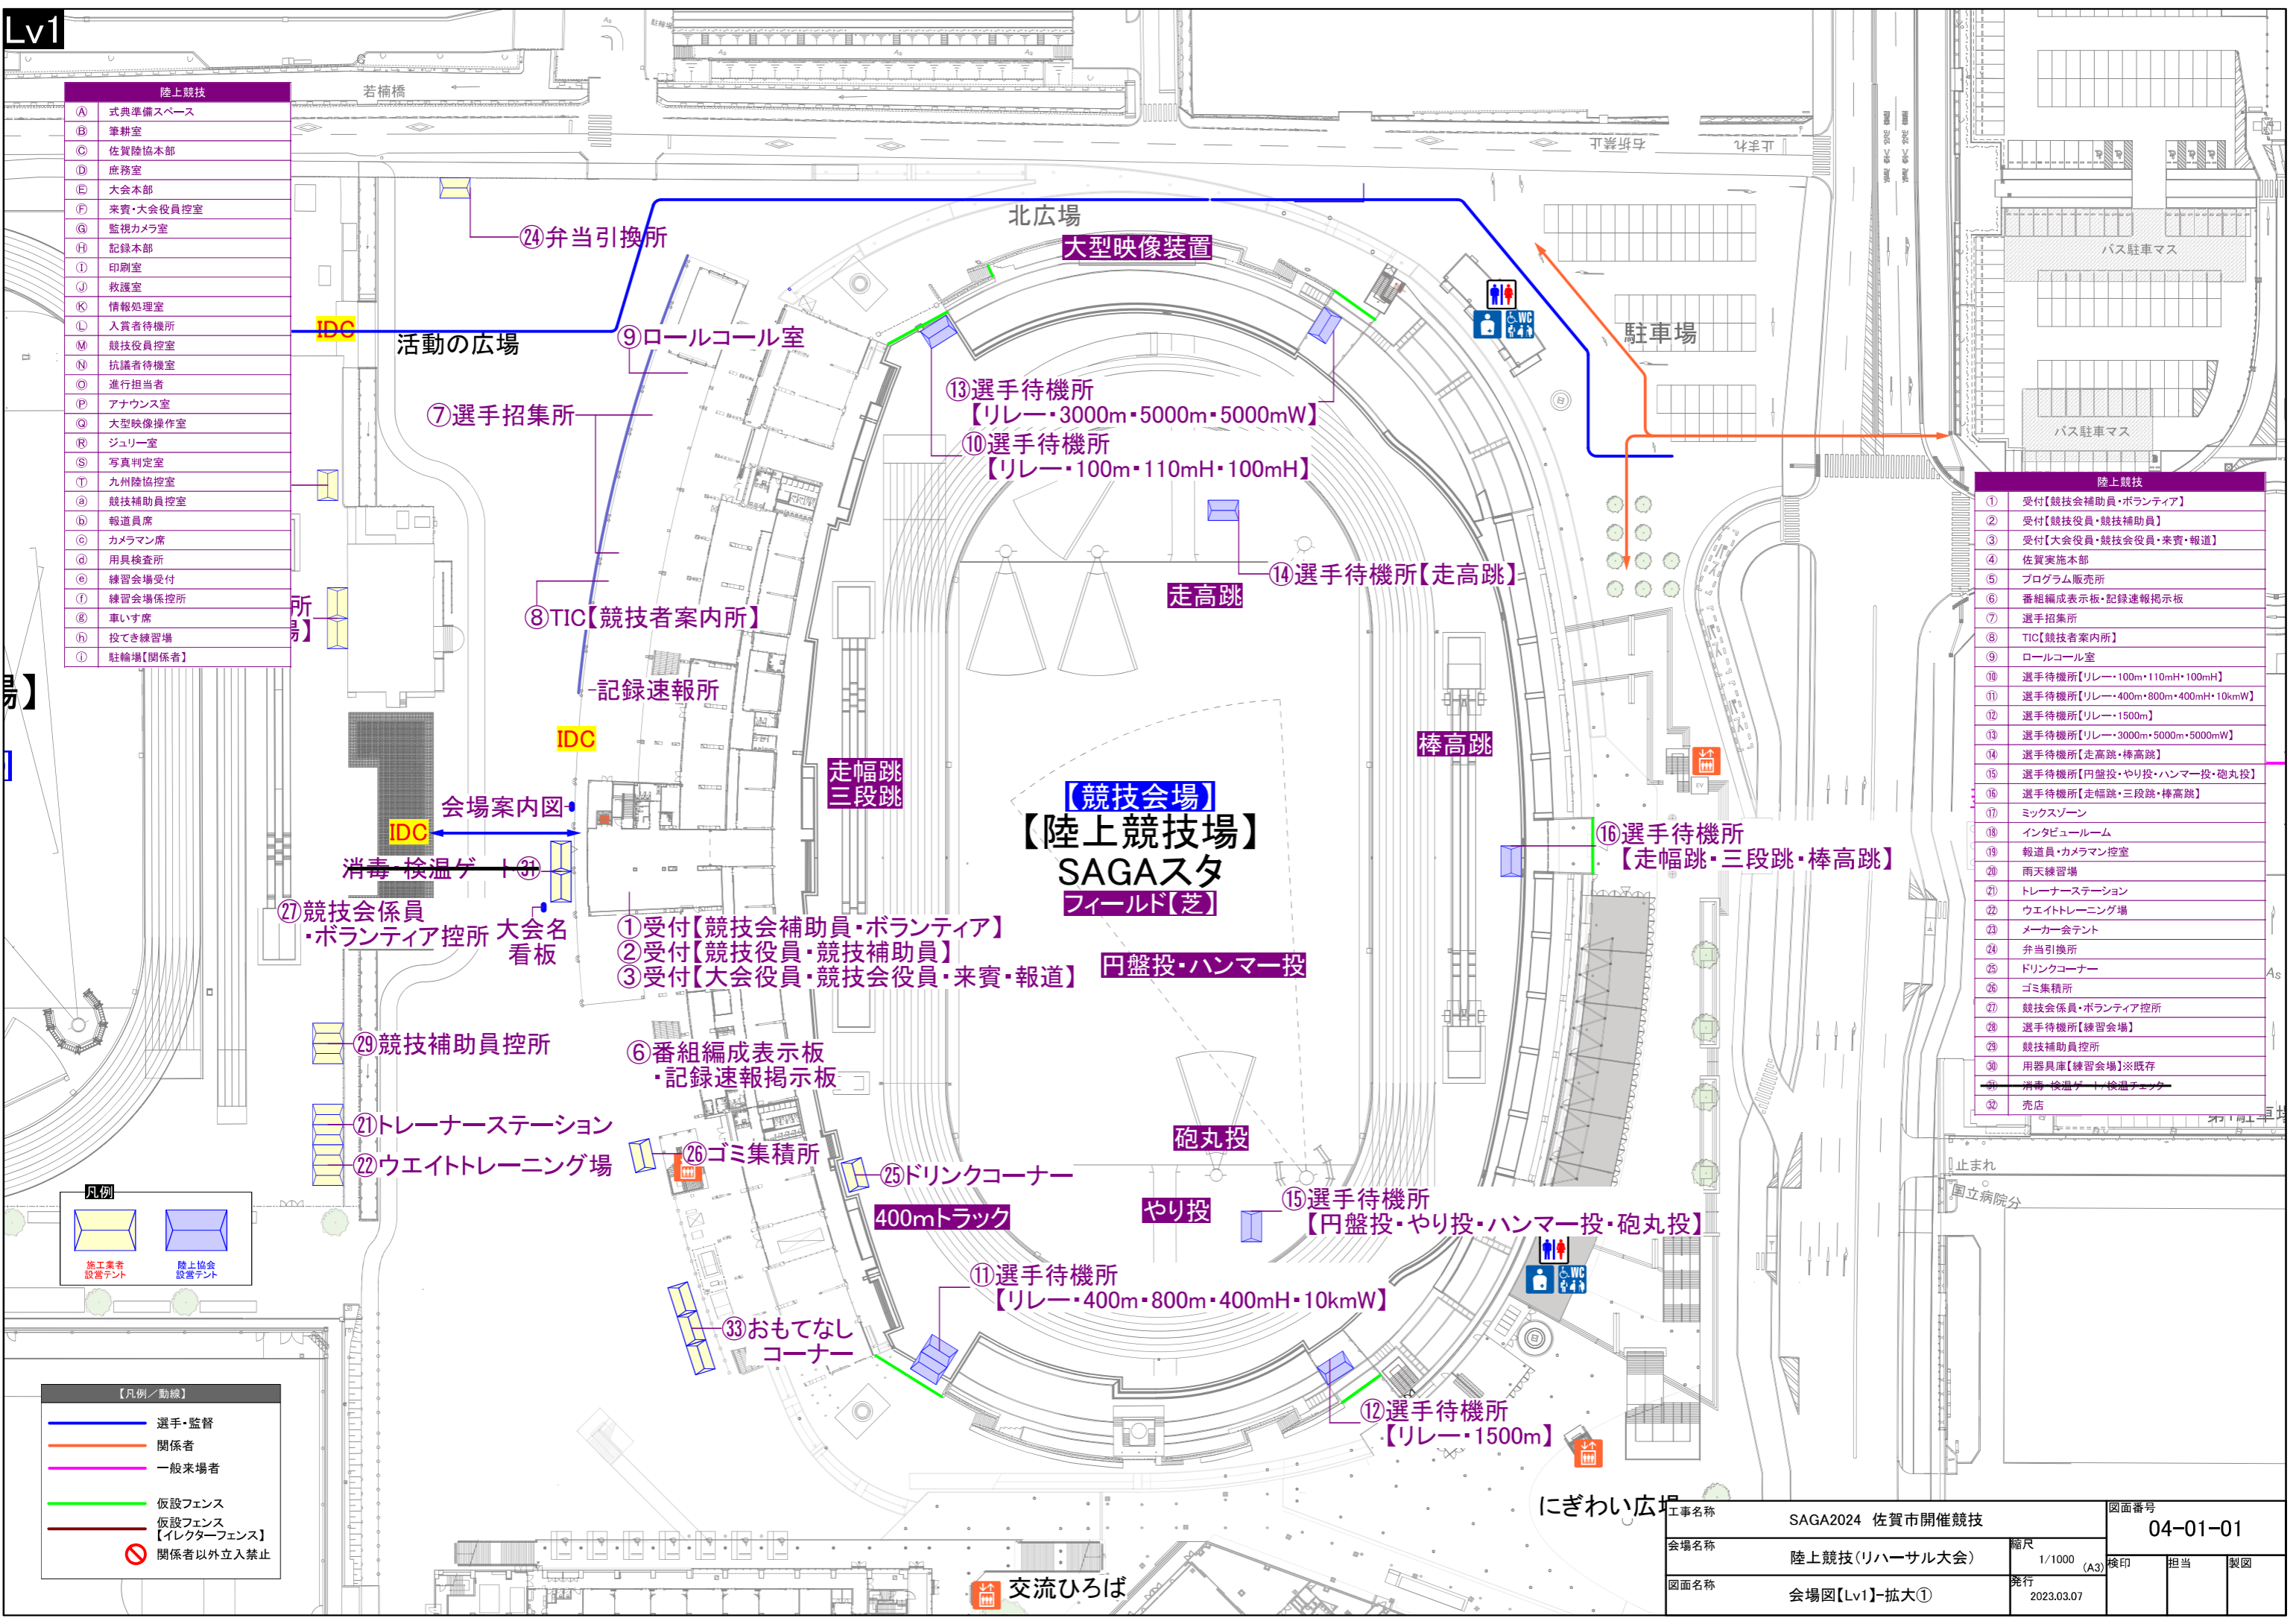 Lv1
陸上競技
Ⓐ 式典準備スペース
Ⓑ 筆耕室
Ⓒ 佐賀陸協本部
Ⓓ 庶務室
Ⓔ 大会本部
Ⓕ 来賓・大会役員控室
Ⓖ 監視カメラ室
Ⓗ 記録本部
Ⓘ 印刷室
Ⓙ 救護室
Ⓚ 情報処理室
Ⓛ 入賞者待機所
Ⓜ 競技役員控室
Ⓝ 抗議者待機室
Ⓞ 進行担当者
Ⓟ アナウンス室
Ⓠ 大型映像操作室
Ⓡ ジュリー室
Ⓢ 写真判定室
Ⓣ 九州陸協控室
ⓐ 競技補助員控室
ⓑ 報道員席
ⓒ カメラマン席
ⓓ 用具検査所
ⓔ 練習会場受付
ⓕ 練習会場係控所
ⓖ 車いす席
ⓗ 投てき練習場
ⓘ 駐輪場【関係者】
若楠橋
右折禁止
止まれ
北広場
大型映像装置
㉔弁当引換所
IDC
活動の広場
⑨ロールコール室
⑦選手招集所
駐車場
WC
バス駐車マス
バス駐車マス
⑬選手待機所
【リレー・3000m・5000m・5000mW】
⑩選手待機所
【リレー・100m・110mH・100mH】
⑭選手待機所【走高跳】
走高跳
⑧TIC【競技者案内所】
所
場】
場】
記録速報所
IDC
走幅跳
三段跳
棒高跳
EV
会場案内図
IDC
消毒・検温ゲート㉛
【競技会場】
【陸上競技場】
SAGAスタ
フィールド【芝】
⑯選手待機所
【走幅跳・三段跳・棒高跳】
㉗競技会係員
・ボランティア控所
大会名
看板
①受付【競技会補助員・ボランティア】
②受付【競技役員・競技補助員】
③受付【大会役員・競技会役員・来賓・報道】
円盤投・ハンマー投
㉙競技補助員控所
⑥番組編成表示板
・記録速報掲示板
㉑トレーナーステーション
㉒ウエイトトレーニング場
㉖ゴミ集積所
㉕ドリンクコーナー
砲丸投
400mトラック
やり投
⑮選手待機所
【円盤投・やり投・ハンマー投・砲丸投】
WC
⑪選手待機所
【リレー・400m・800m・400mH・10kmW】
㉝おもてなし
コーナー
⑫選手待機所
【リレー・1500m】
にぎわい広場
交流ひろば
陸上競技
① 受付【競技会補助員・ボランティア】
② 受付【競技役員・競技補助員】
③ 受付【大会役員・競技会役員・来賓・報道】
④ 佐賀実施本部
⑤ プログラム販売所
⑥ 番組編成表示板・記録速報掲示板
⑦ 選手招集所
⑧ TIC【競技者案内所】
⑨ ロールコール室
⑩ 選手待機所【リレー・100m・110mH・100mH】
⑪ 選手待機所【リレー・400m・800m・400mH・10kmW】
⑫ 選手待機所【リレー・1500m】
⑬ 選手待機所【リレー・3000m・5000m・5000mW】
⑭ 選手待機所【走高跳・棒高跳】
⑮ 選手待機所【円盤投・やり投・ハンマー投・砲丸投】
⑯ 選手待機所【走幅跳・三段跳・棒高跳】
⑰ ミックスゾーン
⑱ インタビュールーム
⑲ 報道員・カメラマン控室
⑳ 雨天練習場
㉑ トレーナーステーション
㉒ ウエイトトレーニング場
㉓ メーカー会テント
㉔ 弁当引換所
㉕ ドリンクコーナー
㉖ ゴミ集積所
㉗ 競技会係員・ボランティア控所
㉘ 選手待機所【練習会場】
㉙ 競技補助員控所
㉚ 用器具庫【練習会場】※既存
㉛ 消毒・検温ゲート/検温チェック
㉜ 売店
止まれ
国立病院分
凡例
施工業者
設営テント
陸上協会
設営テント
【凡例／動線】
選手・監督
関係者
一般来場者
仮設フェンス
仮設フェンス
【イレクターフェンス】
関係者以外立入禁止
工事名称 SAGA2024 佐賀市開催競技
図面番号 04-01-01
会場名称 陸上競技(リハーサル大会)
縮尺 1/1000 (A3)
検印 担当 製図
図面名称 会場図【Lv1】-拡大①
発行 2023.03.07